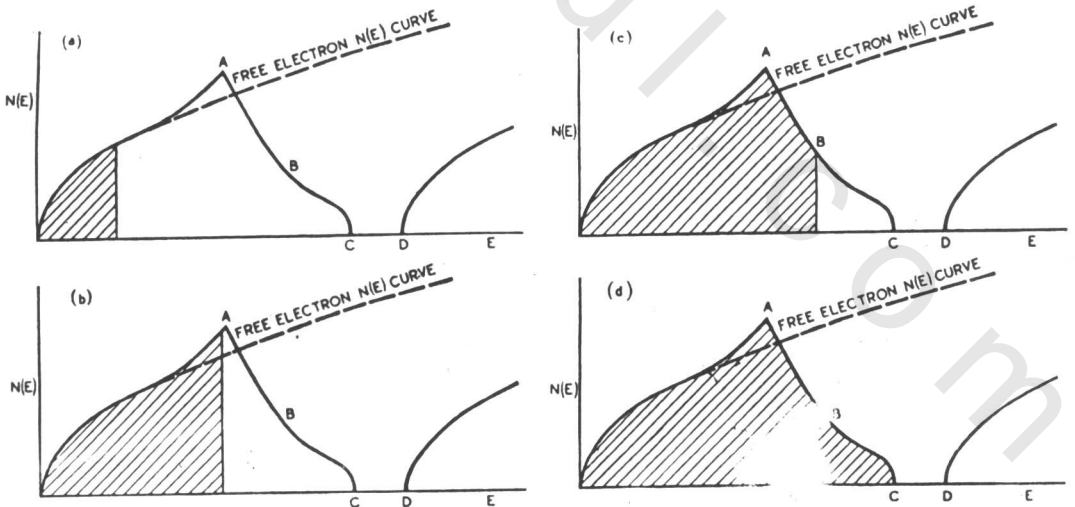 (a)
A
FREE ELECTRON N(E) CURVE
N(E)
B
C D E
(c)
A
FREE ELECTRON N(E) CURVE
N(E)
B
C D E
(b)
A
FREE ELECTRON N(E) CURVE
N(E)
B
C D E
(d)
A
FREE ELECTRON N(E) CURVE
N(E)
B
C D E
u l . c o m